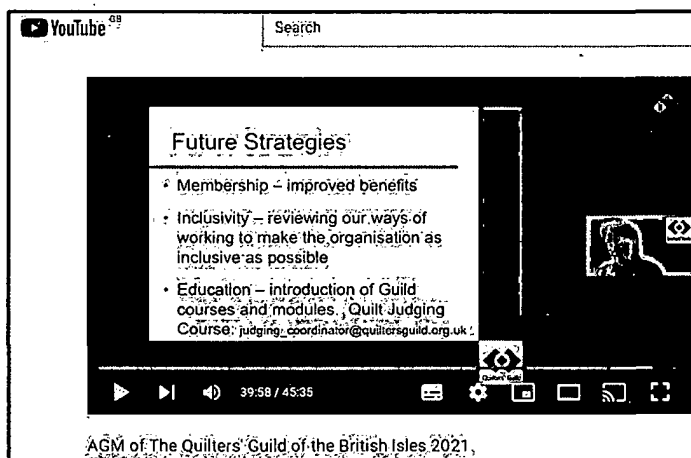 YouTube GB
Search
Future Strategies
• Membership – improved benefits
• Inclusivity – reviewing our ways of
working to make the organisation as
inclusive as possible
• Education – introduction of Guild
courses and modules. Quilt Judging
Course: judging_coordinator@quiltersguild.org.uk
39:58 / 45:35
AGM of The Quilters' Guild of the British Isles 2021